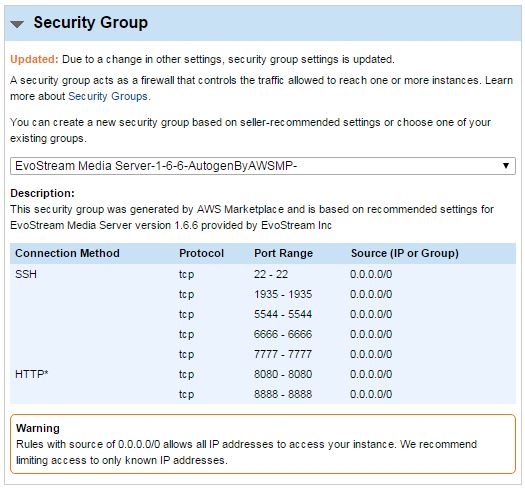 Security Group
Updated: Due to a change in other settings, security group settings is updated.
A security group acts as a firewall that controls the traffic allowed to reach one or more instances. Learn
more about Security Groups.
You can create a new security group based on seller-recommended settings or choose one of your
existing groups.
EvoStream Media Server-1-6-6-AutogenByAWSMP-
Description:
This security group was generated by AWS Marketplace and is based on recommended settings for
EvoStream Media Server version 1.6.6 provided by EvoStream Inc
Connection Method Protocol Port Range Source (IP or Group)
SSH tcp 22 - 22 0.0.0.0/0
tcp 1935 - 1935 0.0.0.0/0
tcp 5544 - 5544 0.0.0.0/0
tcp 6666 - 6666 0.0.0.0/0
tcp 7777 - 7777 0.0.0.0/0
HTTP* tcp 8080 - 8080 0.0.0.0/0
tcp 8888 - 8888 0.0.0.0/0
Warning
Rules with source of 0.0.0.0/0 allows all IP addresses to access your instance. We recommend
limiting access to only known IP addresses.